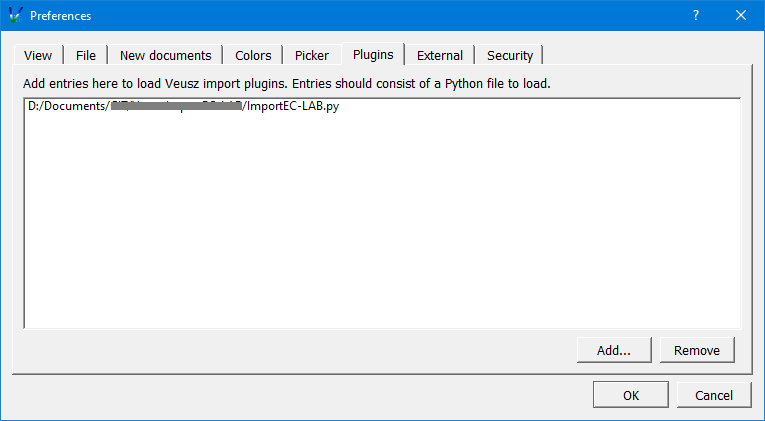 Preferences
?
View File New documents Colors Picker Plugins External Security
Add entries here to load Veusz import plugins. Entries should consist of a Python file to load.
D:/Documents/ /ImportEC-LAB.py
Add... Remove
OK Cancel